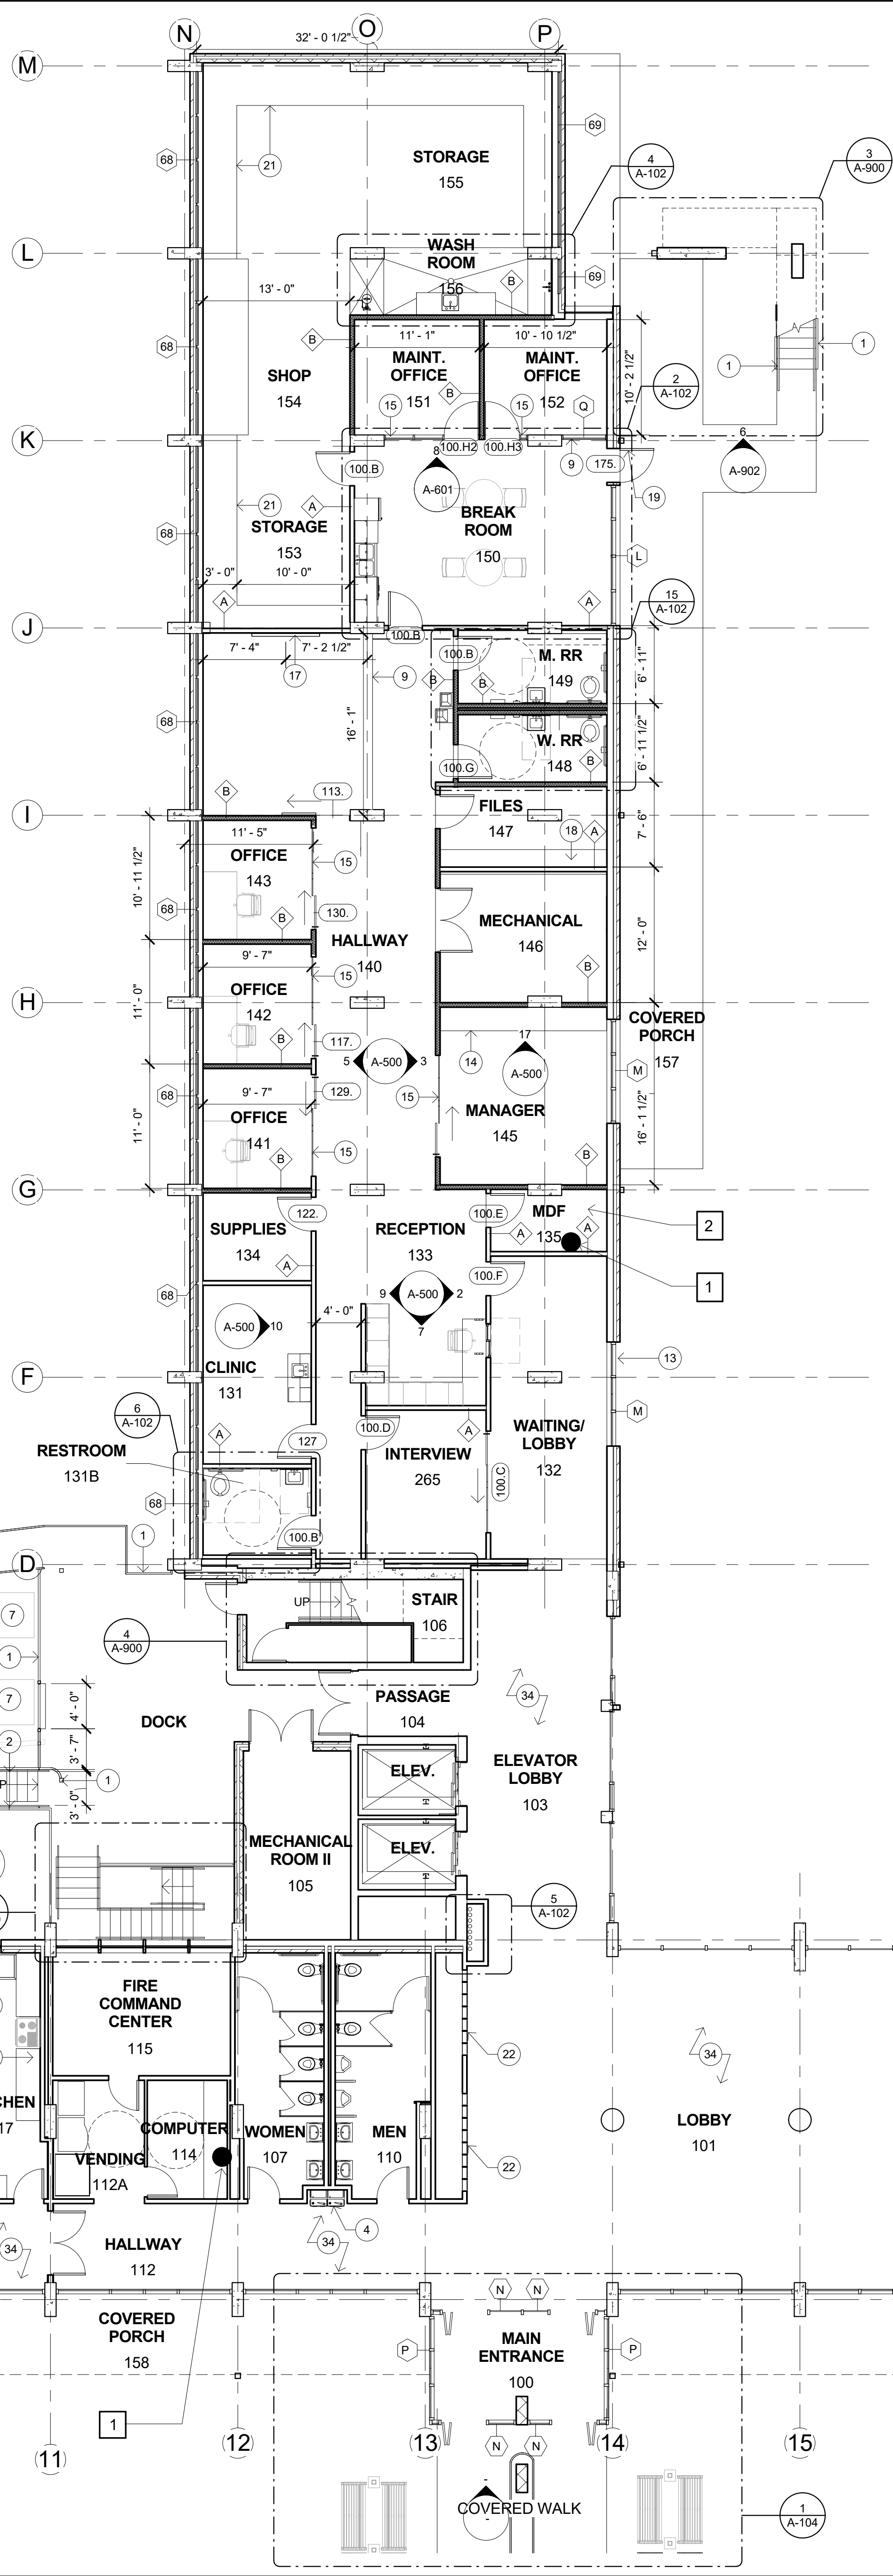 N
O
P
32' - 0 1/2"
M
69
68
STORAGE
155
21
4
A-102
3
A-900
L
WASH
ROOM
156
B
69
13' - 0"
B
11' - 1"
10' - 10 1/2"
68
SHOP
154
MAINT.
OFFICE
151
B
MAINT.
OFFICE
152
10' - 2 1/2"
1
1
2
A-102
15
15
Q
K
100.H2
100.H3
100.B
8
A-601
9
175.
19
6
A-902
21
A
STORAGE
153
BREAK
ROOM
150
68
L
3' - 0"
10' - 0"
A
A
15
A-102
J
100.B
7' - 4"
7' - 2 1/2"
17
9
100.B
M. RR
149
6' - 11"
B
B
68
16' - 1"
W. RR
148
6' - 11 1/2"
100.G
B
113.
B
FILES
147
18
A
7' - 6"
I
11' - 5"
OFFICE
143
15
10' - 11 1/2"
68
130.
B
HALLWAY
140
MECHANICAL
146
12' - 0"
9' - 7"
15
B
H
OFFICE
142
11' - 0"
B
117.
COVERED
PORCH
157
5
A-500
3
14
17
A-500
M
68
9' - 7"
129.
15
MANAGER
145
16' - 1 1/2"
OFFICE
141
11' - 0"
15
B
B
G
122.
SUPPLIES
134
A
RECEPTION
133
100.E
MDF
135
A
A
2
100.F
1
68
A-500
10
4' - 0"
9
A-500
2
7
CLINIC
131
13
F
6
A-102
A
127
100.D
A
WAITING/
LOBBY
132
M
RESTROOM
131B
INTERVIEW
265
100.C
68
100.B
1
D
7
UP
STAIR
106
4
A-900
1
7
4' - 0"
DOCK
PASSAGE
104
34
2
3' - 7"
1
3' - 0"
P
ELEV.
ELEVATOR
LOBBY
103
MECHANICAL
ROOM II
105
ELEV.
5
A-102
FIRE
COMMAND
CENTER
115
22
34
CHEN
17
COMPUTER
114
VENDING
112A
WOMEN
107
MEN
110
LOBBY
101
22
34
HALLWAY
112
34
4
COVERED
PORCH
158
N
N
P
MAIN
ENTRANCE
100
P
1
11
12
13
N
N
14
15
-
COVERED WALK
1
A-104